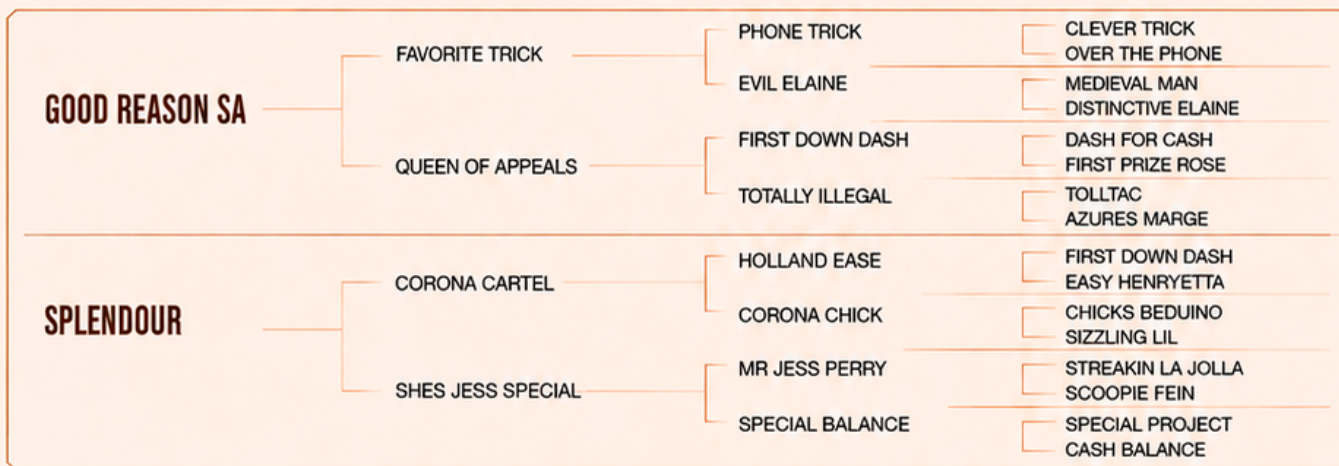 GOOD REASON SA
FAVORITE TRICK
PHONE TRICK
CLEVER TRICK
OVER THE PHONE
EVIL ELAINE
MEDIEVAL MAN
DISTINCTIVE ELAINE
QUEEN OF APPEALS
FIRST DOWN DASH
DASH FOR CASH
FIRST PRIZE ROSE
TOTALLY ILLEGAL
TOLLTAC
AZURES MARGE
SPLENDOUR
CORONA CARTEL
HOLLAND EASE
FIRST DOWN DASH
EASY HENRYETTA
CORONA CHICK
CHICKS BEDUINO
SIZZLING LIL
SHES JESS SPECIAL
MR JESS PERRY
STREAKIN LA JOLLA
SCOOPIE FEIN
SPECIAL BALANCE
SPECIAL PROJECT
CASH BALANCE